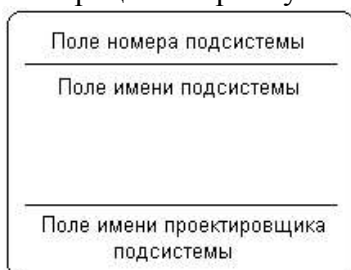 Поле номера подсистемы
Поле имени подсистемы
Поле имени проектировщика
подсистемы